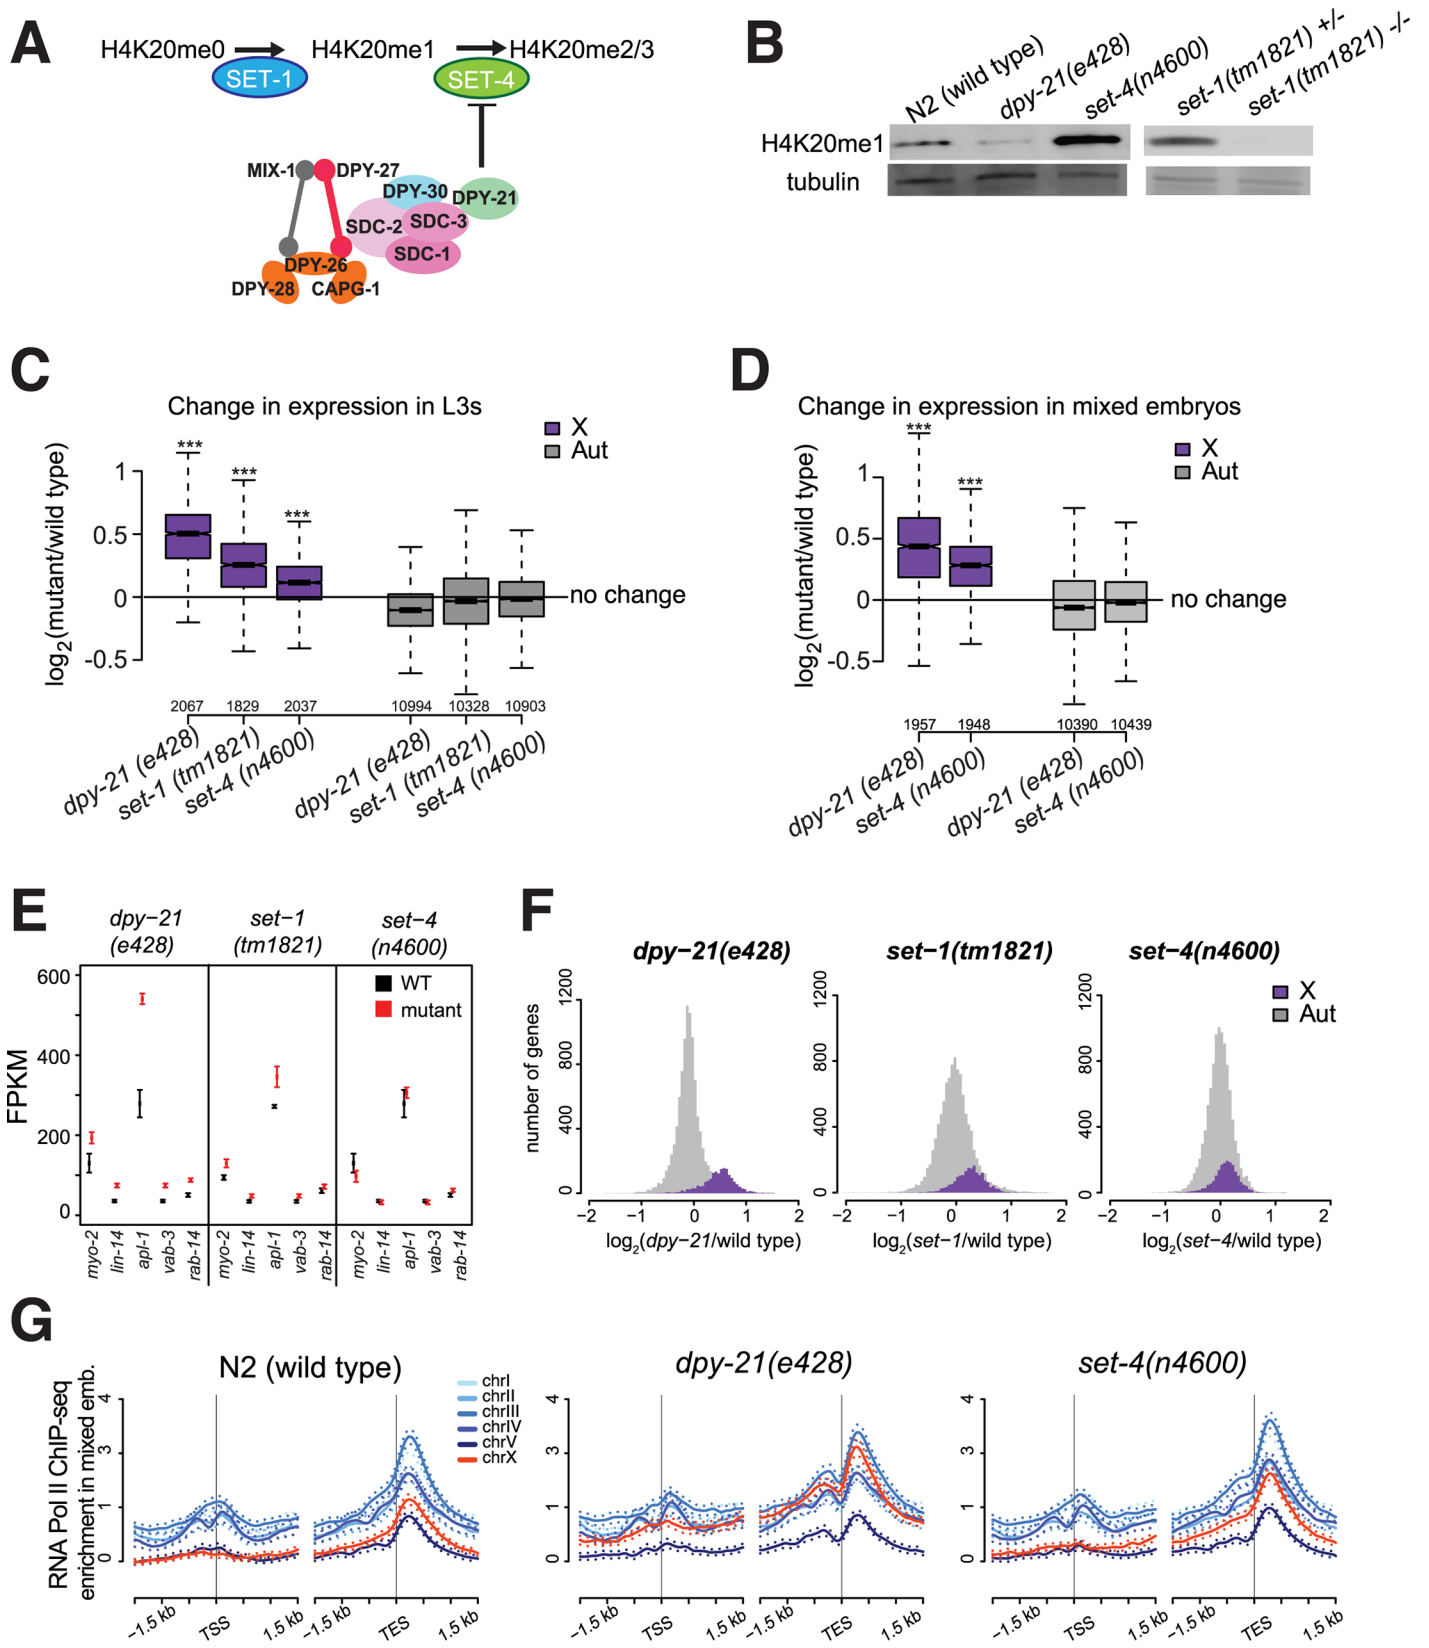 A
H4K20me0
H4K20me1
H4K20me2/3
SET-1
SET-4
MIX-1
DPY-27
DPY-30
DPY-21
SDC-2
SDC-3
SDC-1
DPY-26
DPY-28
CAPG-1
B
N2 (wild type)
dpy-21(e428)
set-4(n4600)
set-1(tm1821) +/-
set-1(tm1821) -/-
H4K20me1
tubulin
C
Change in expression in L3s
X
Aut
log2(mutant/wild type)
1
0.5
0
-0.5
***
***
***
no change
2067
1829
2037
10994
10328
10903
dpy-21 (e428)
set-1 (tm1821)
set-4 (n4600)
dpy-21 (e428)
set-1 (tm1821)
set-4 (n4600)
D
Change in expression in mixed embryos
X
Aut
log2(mutant/wild type)
1
0.5
0
-0.5
***
***
no change
1957
1948
10390
10439
dpy-21 (e428)
set-4 (n4600)
dpy-21 (e428)
set-4 (n4600)
E
dpy−21
(e428)
set−1
(tm1821)
set−4
(n4600)
WT
mutant
FPKM
600
400
200
0
myo-2
lin-14
apl-1
vab-3
rab-14
myo-2
lin-14
apl-1
vab-3
rab-14
myo-2
lin-14
apl-1
vab-3
rab-14
F
dpy−21(e428)
set−1(tm1821)
set−4(n4600)
X
Aut
number of genes
0
400
800
1200
0
400
800
1200
0
400
800
1200
−2 −1 0 1 2
−2 −1 0 1 2
−2 −1 0 1 2
log2(dpy-21/wild type)
log2(set-1/wild type)
log2(set-4/wild type)
G
N2 (wild type)
dpy-21(e428)
set-4(n4600)
chrI
chrII
chrIII
chrIV
chrV
chrX
RNA Pol II ChIP-seq
enrichment in mixed emb.
4
3
1
0
4
3
1
0
4
3
1
0
−1.5 kb TSS 1.5 kb −1.5 kb TES 1.5 kb
−1.5 kb TSS 1.5 kb −1.5 kb TES 1.5 kb
−1.5 kb TSS 1.5 kb −1.5 kb TES 1.5 kb